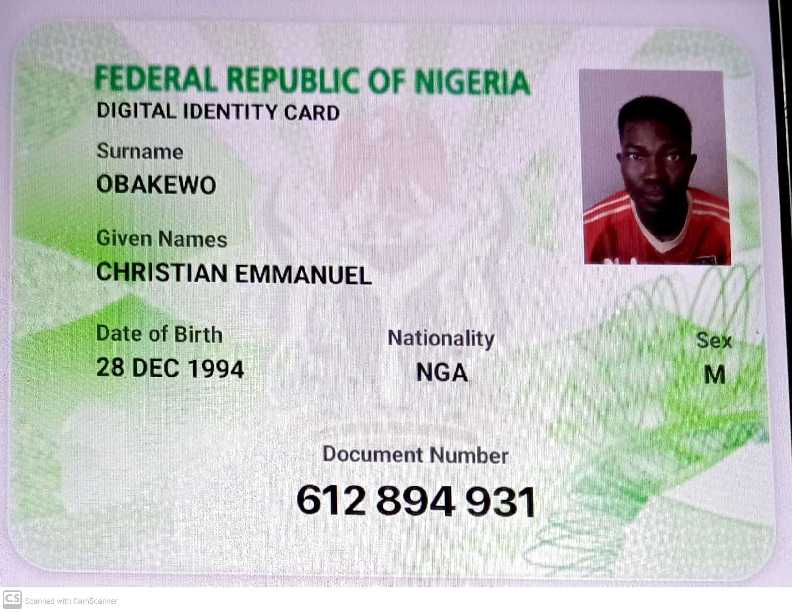 FEDERAL REPUBLIC OF NIGERIA
DIGITAL IDENTITY CARD
Surname
OBAKEWO
Given Names
CHRISTIAN EMMANUEL
Date of Birth
28 DEC 1994
Nationality
NGA
Sex
M
Document Number
612 894 931
CS Scanned with CamScanner